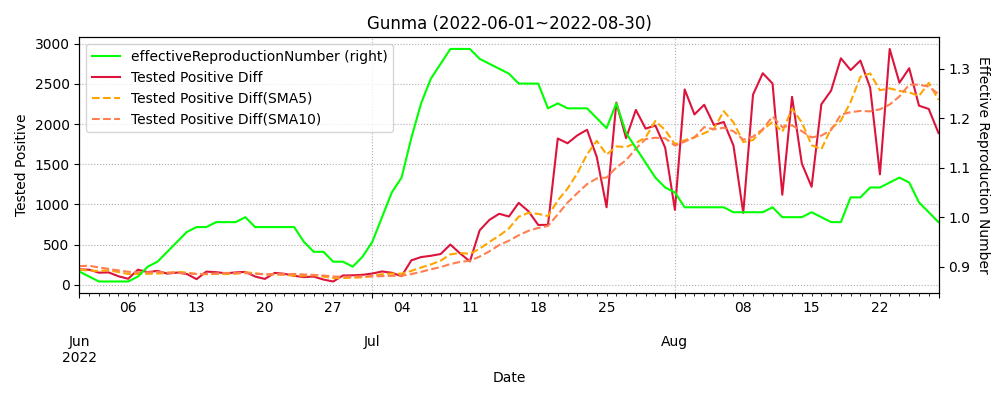 Gunma (2022-06-01~2022-08-30)
effectiveReproductionNumber (right)
Tested Positive Diff
Tested Positive Diff(SMA5)
Tested Positive Diff(SMA10)
Tested Positive
3000
2500
2000
1500
1000
500
0
1.3
1.2
1.1
1.0
0.9
Effective Reproduction Number
06 13 20 27 04 11 18 25 08 15 22
Jun Jul Aug
2022
Date